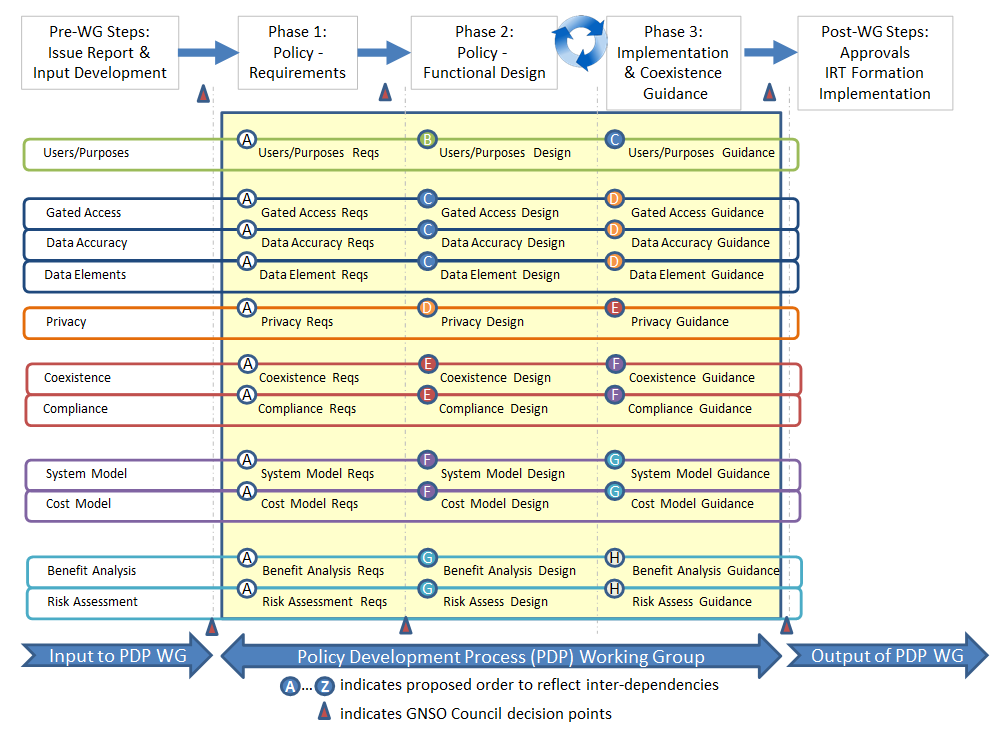 Pre-WG Steps:
Issue Report &
Input Development
Phase 1:
Policy -
Requirements
Phase 2:
Policy -
Functional Design
Phase 3:
Implementation
& Coexistence
Guidance
Post-WG Steps:
Approvals
IRT Formation
Implementation
A B C
Users/Purposes Users/Purposes Reqs Users/Purposes Design Users/Purposes Guidance
A C D
Gated Access Gated Access Reqs Gated Access Design Gated Access Guidance
A C D
Data Accuracy Data Accuracy Reqs Data Accuracy Design Data Accuracy Guidance
A C D
Data Elements Data Element Reqs Data Element Design Data Element Guidance
A D E
Privacy Privacy Reqs Privacy Design Privacy Guidance
A E F
Coexistence Coexistence Reqs Coexistence Design Coexistence Guidance
A E F
Compliance Compliance Reqs Compliance Design Compliance Guidance
A F G
System Model System Model Reqs System Model Design System Model Guidance
A F G
Cost Model Cost Model Reqs Cost Model Design Cost Model Guidance
A G H
Benefit Analysis Benefit Analysis Reqs Benefit Analysis Design Benefit Analysis Guidance
A G H
Risk Assessment Risk Assessment Reqs Risk Assess Design Risk Assess Guidance
Input to PDP WG Policy Development Process (PDP) Working Group Output of PDP WG
A...Z indicates proposed order to reflect inter-dependencies
indicates GNSO Council decision points